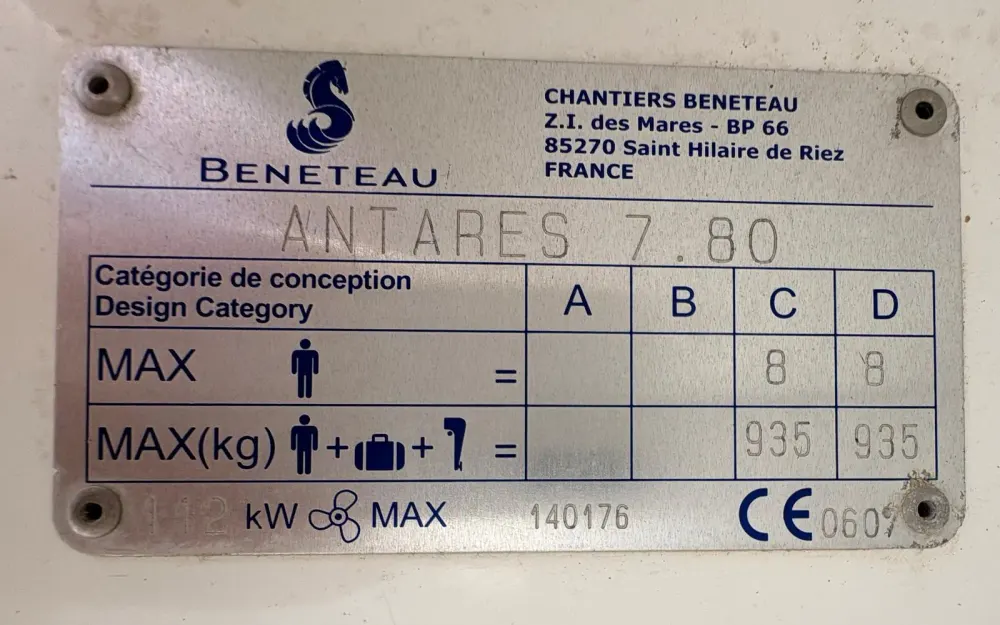 BENETEAU
CHANTIERS BENETEAU
Z.I. des Mares - BP 66
85270 Saint Hilaire de Riez
FRANCE
ANTARES 7.80
Catégorie de conception
Design Category A B C D
MAX = 8 8
MAX(kg) + + = 935 935
112 kW MAX 140176 CE